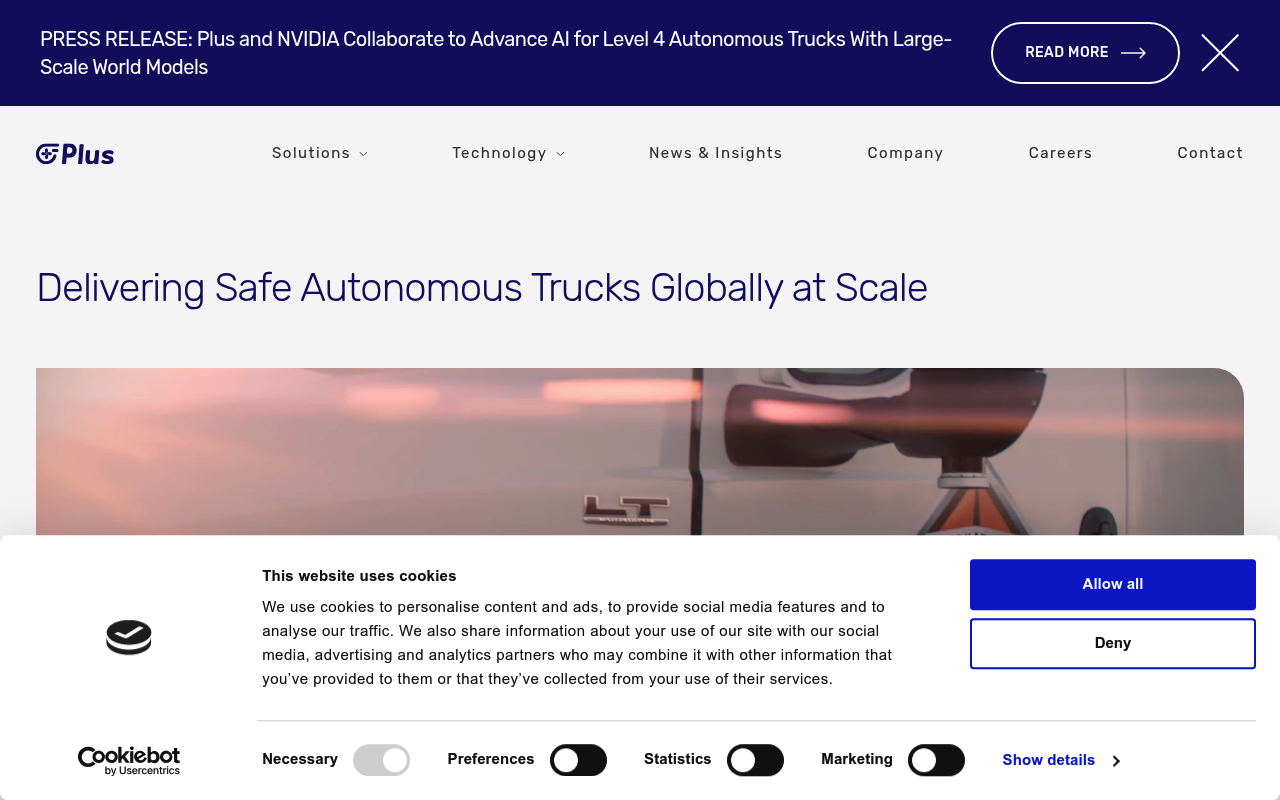 PRESS RELEASE: Plus and NVIDIA Collaborate to Advance AI for Level 4 Autonomous Trucks With Large-
Scale World Models
READ MORE
Plus
Solutions
Technology
News & Insights
Company
Careers
Contact
Delivering Safe Autonomous Trucks Globally at Scale
LT
This website uses cookies
We use cookies to personalise content and ads, to provide social media features and to
analyse our traffic. We also share information about your use of our site with our social
media, advertising and analytics partners who may combine it with other information that
you’ve provided to them or that they’ve collected from your use of their services.
Allow all
Deny
Cookiebot
by Usercentrics
Necessary
Preferences
Statistics
Marketing
Show details